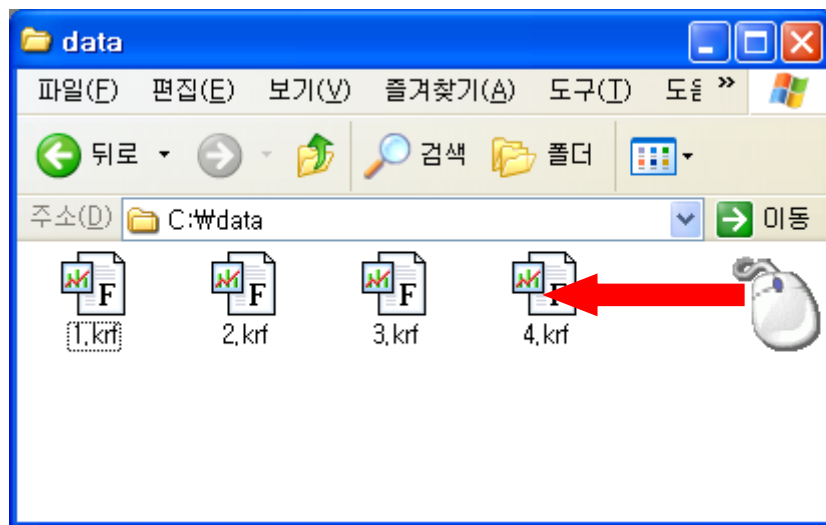 data
파일(F) 편집(E) 보기(V) 즐겨찾기(A) 도구(T) »
뒤로 검색 폴더
주소(D) C:₩data 이동
F F F F
1.krf 2.krf 3.krf 4.krf